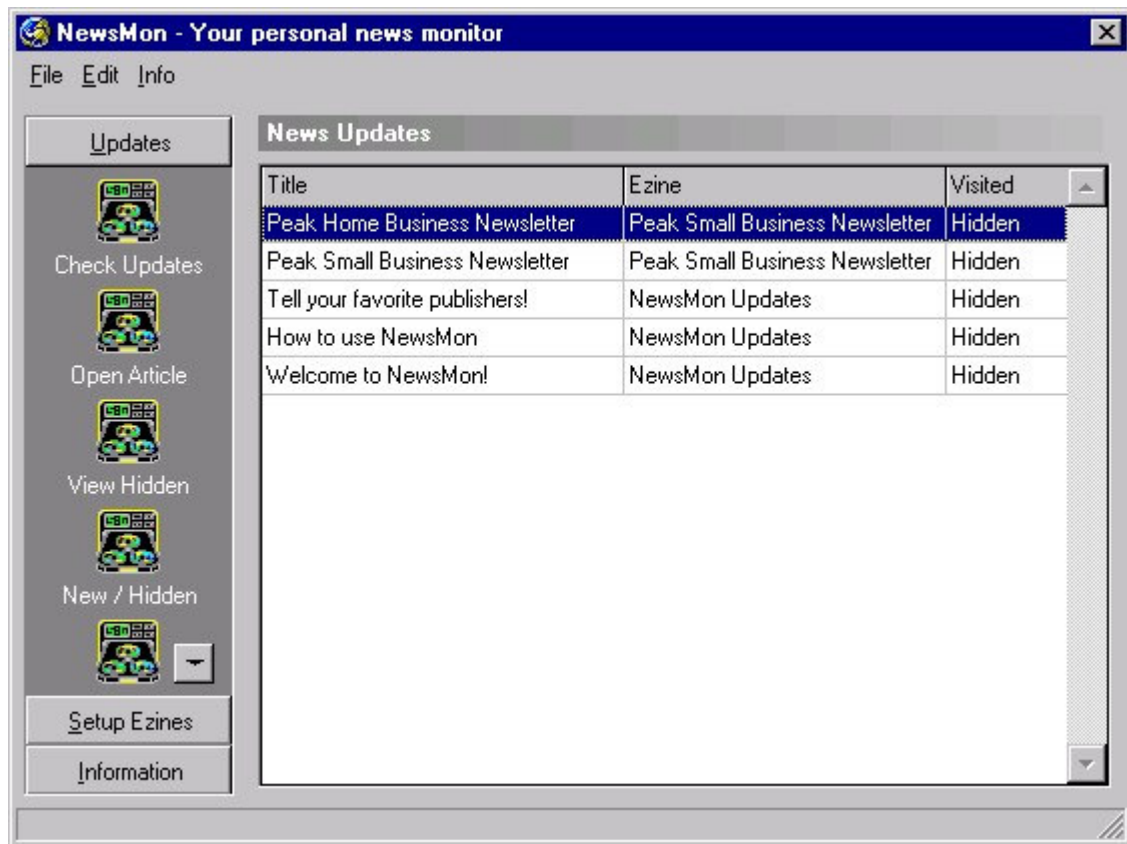 NewsMon - Your personal news monitor
File Edit Info
Updates
Check Updates
Open Article
View Hidden
New / Hidden
Setup Ezines
Information
News Updates
Title Ezine Visited
Peak Home Business Newsletter Peak Small Business Newsletter Hidden
Peak Small Business Newsletter Peak Small Business Newsletter Hidden
Tell your favorite publishers! NewsMon Updates Hidden
How to use NewsMon NewsMon Updates Hidden
Welcome to NewsMon! NewsMon Updates Hidden